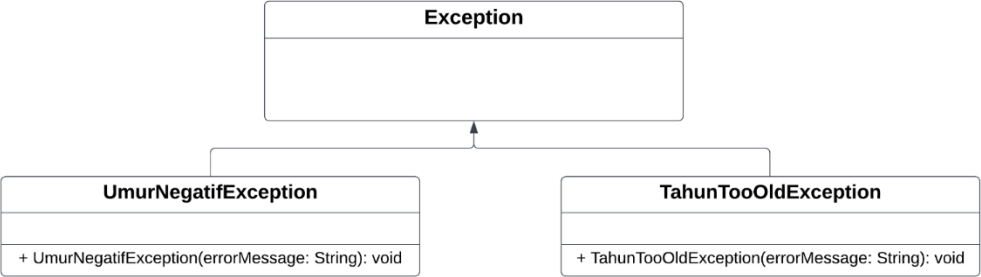 Exception
UmurNegatifException
+ UmurNegatifException(errorMessage: String): void
TahunTooOldException
+ TahunTooOldException(errorMessage: String): void